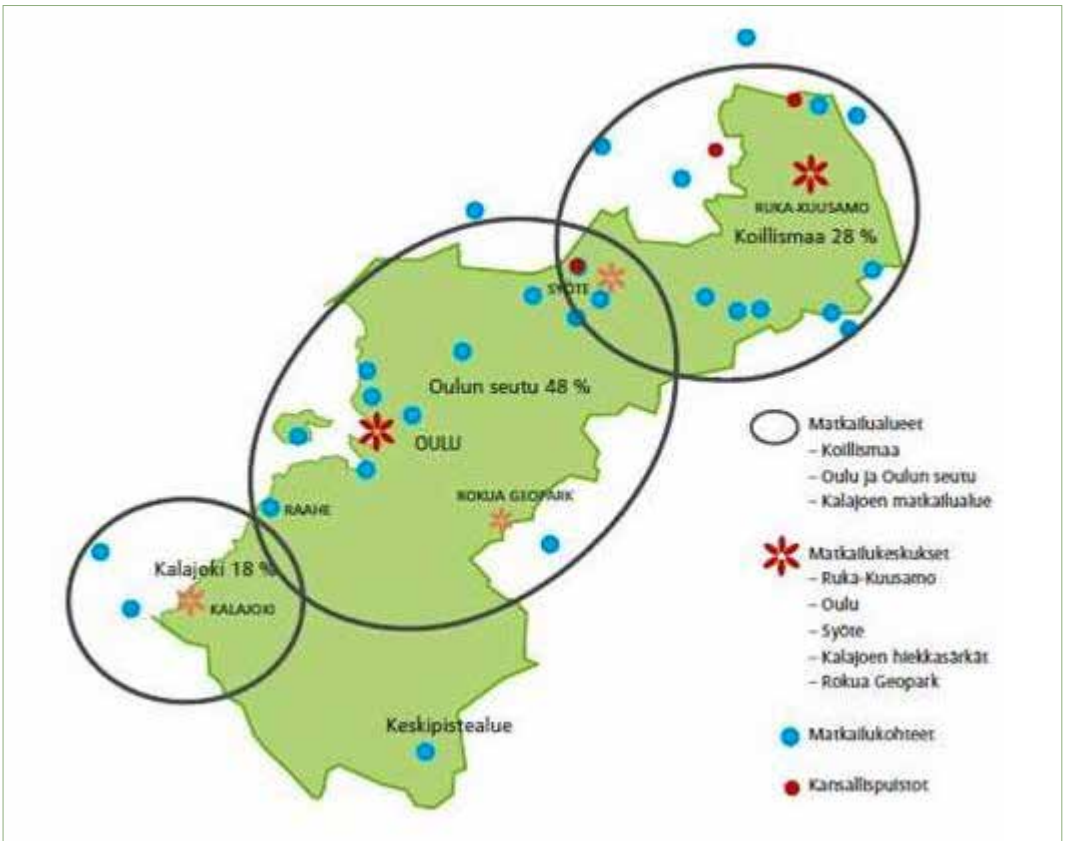 RUKA-KUUSAMO
Koillismaa 28 %
SYÖTE
Oulun seutu 48 %
OULU
ROKUA GEOPARK
RAAHE
Kalajoki 18 %
KALAJOKI
Keskipistealue
Matkailualueet
– Koillismaa
– Oulu ja Oulun seutu
– Kalajoen matkailualue
Matkailukeskukset
– Ruka-Kuusamo
– Oulu
– Syöte
– Kalajoen hiekkasärkät
– Rokua Geopark
Matkailukohteet
Kansallispuistot